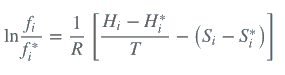 ln f_i / f_i^* = 1/R [ (H_i − H_i^*) / T − (S_i − S_i^*) ]